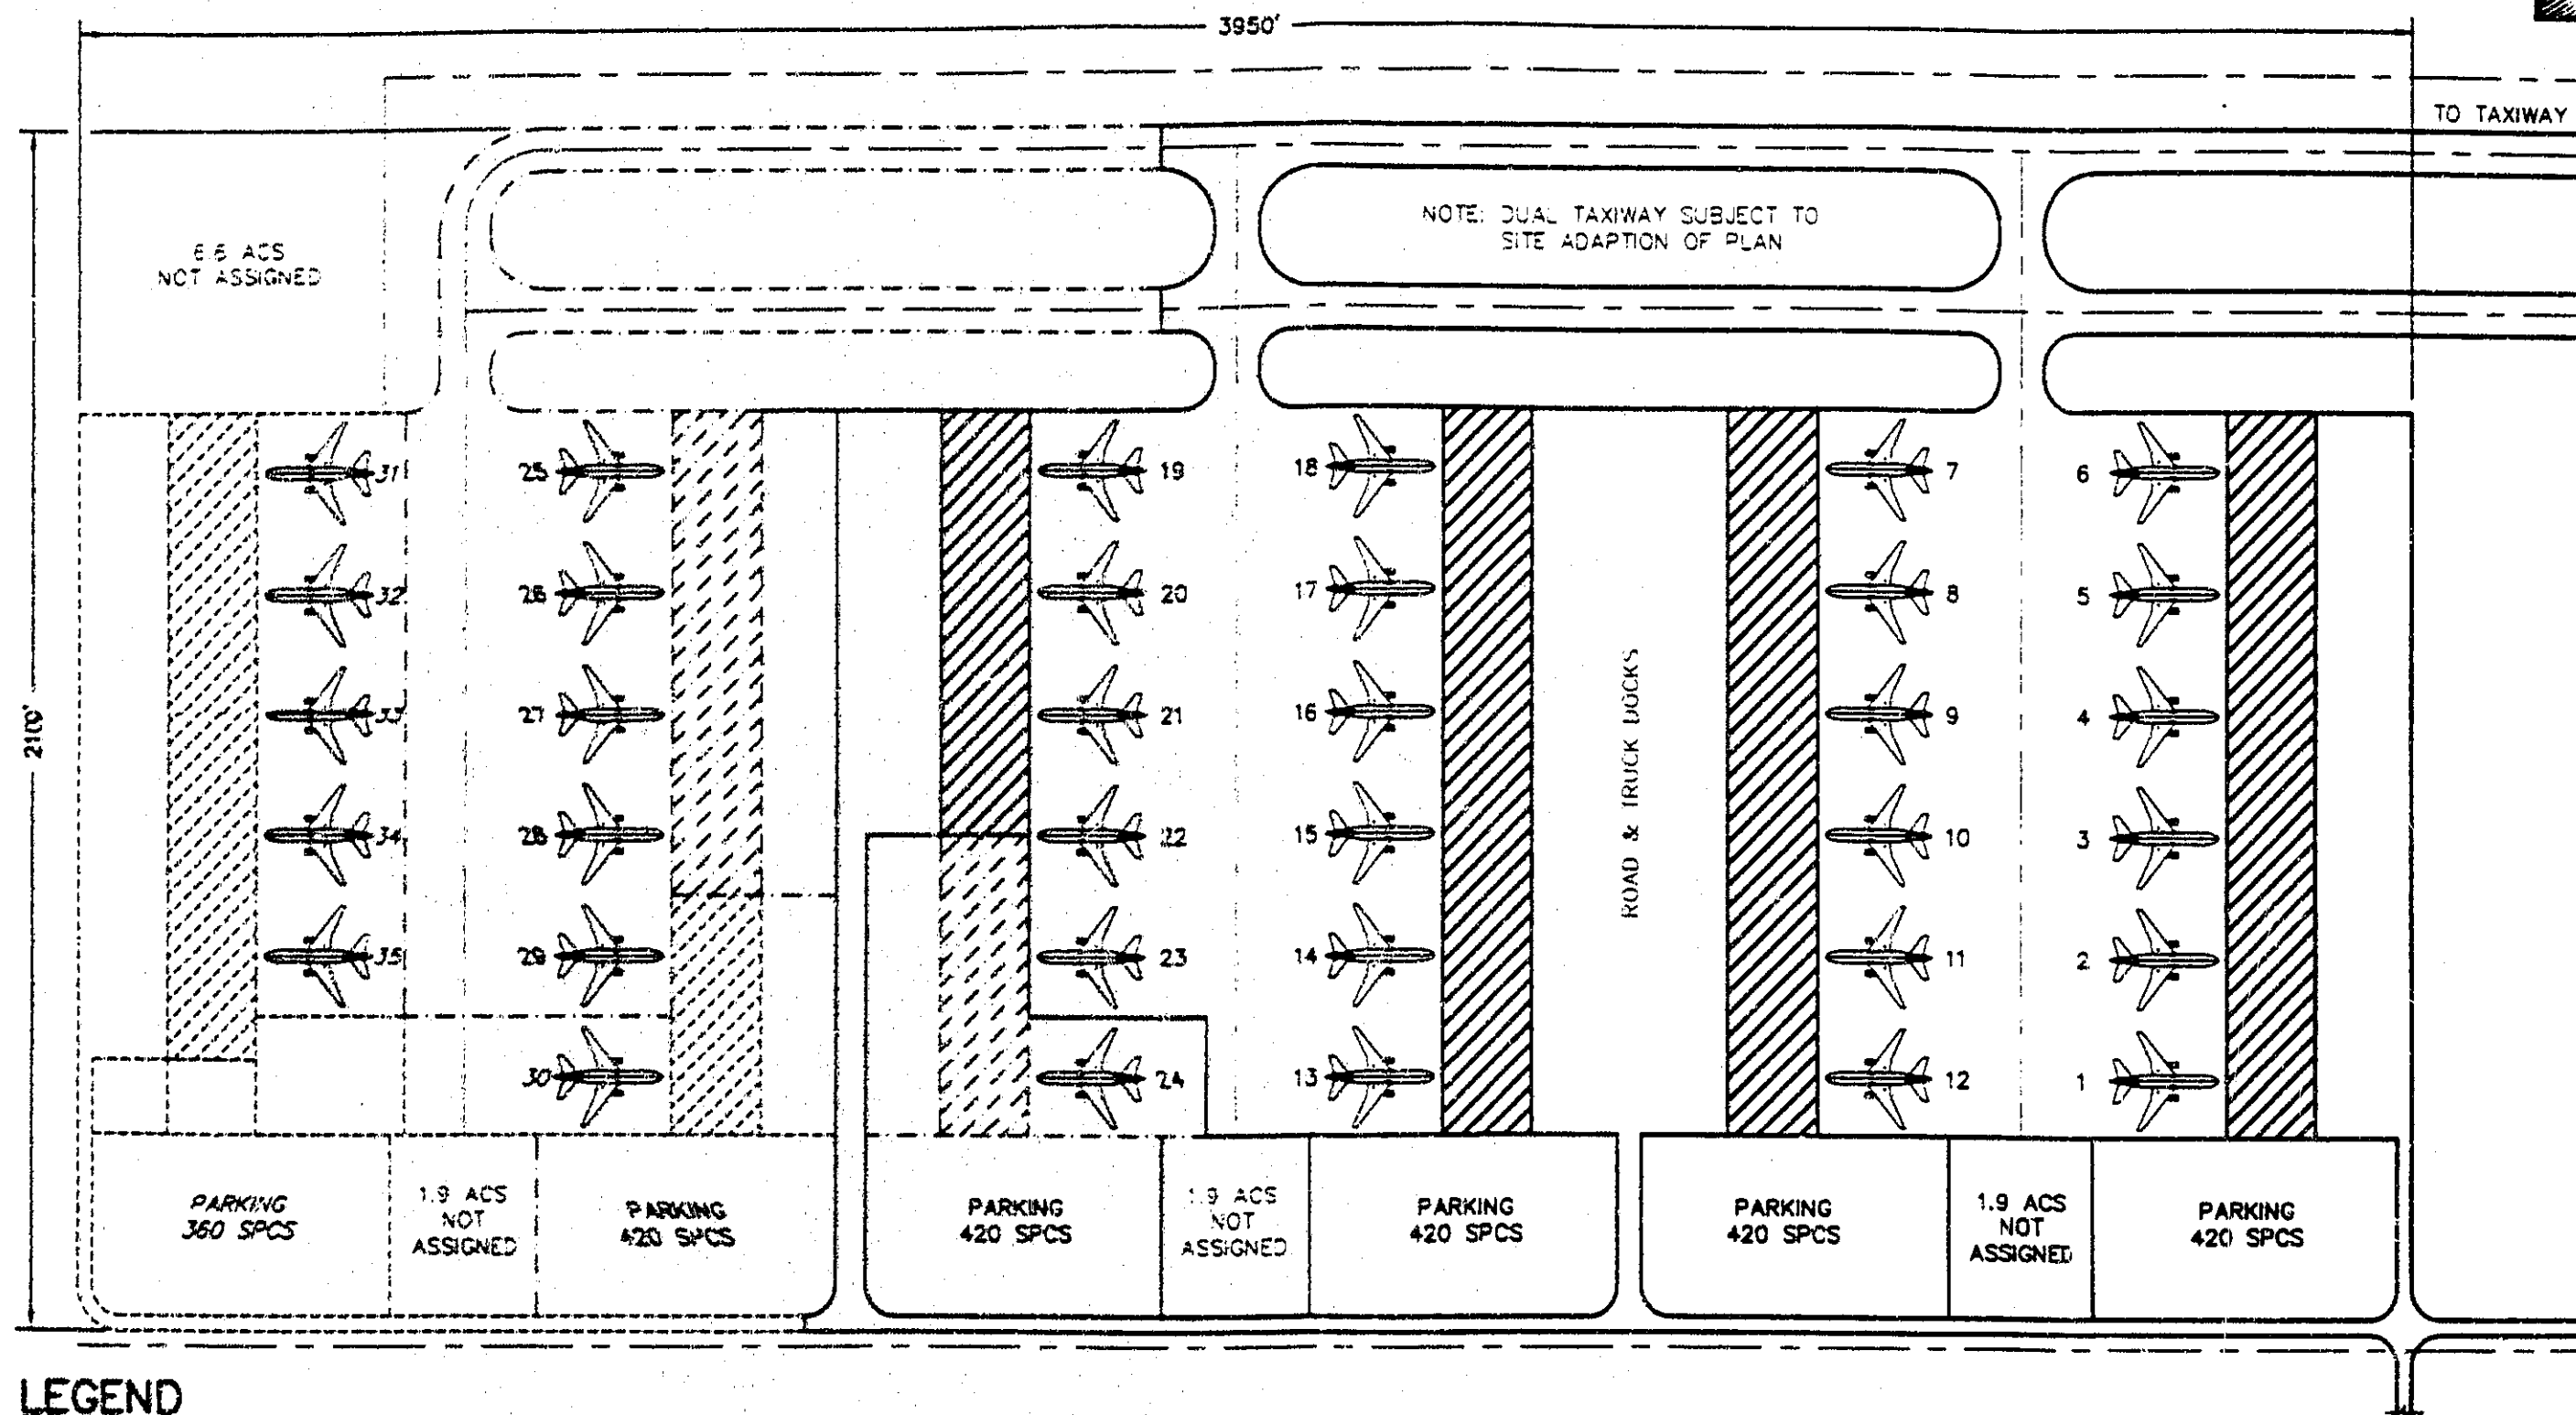 3950'
TO TAXIWAY
6.6 ACS
NOT ASSIGNED
NOTE: DUAL TAXIWAY SUBJECT TO
SITE ADAPTION OF PLAN
2100'
31
25
19
18
7
6
32
26
20
17
8
5
33
27
21
16
9
4
34
28
22
15
10
3
35
29
23
14
11
2
30
24
13
12
1
ROAD & TRUCK DOCKS
PARKING
360 SPCS
1.9 ACS
NOT
ASSIGNED
PARKING
420 SPCS
PARKING
420 SPCS
1.9 ACS
NOT
ASSIGNED
PARKING
420 SPCS
PARKING
420 SPCS
1.9 ACS
NOT
ASSIGNED
PARKING
420 SPCS
LEGEND